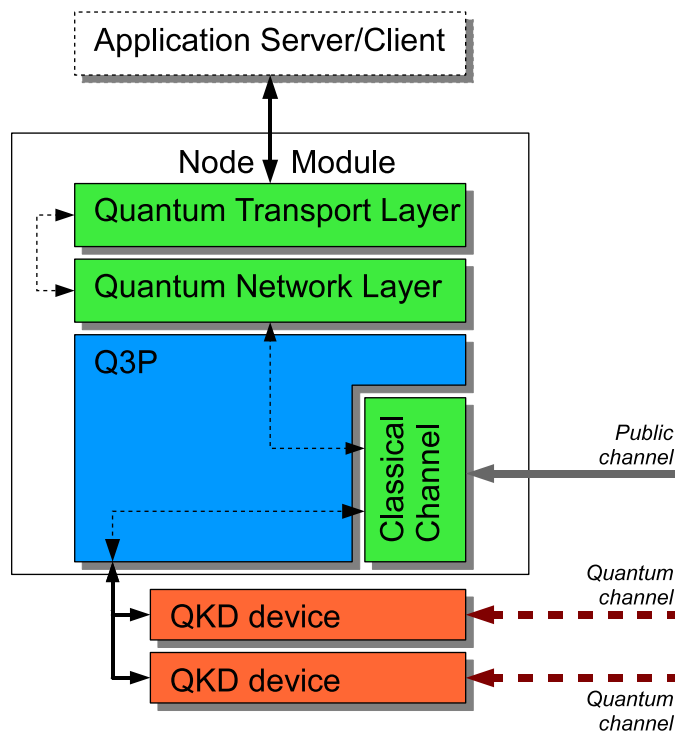 Application Server/Client
Node Module
Quantum Transport Layer
Quantum Network Layer
Q3P
Classical
Channel
Public
channel
Quantum
channel
QKD device
QKD device
Quantum
channel